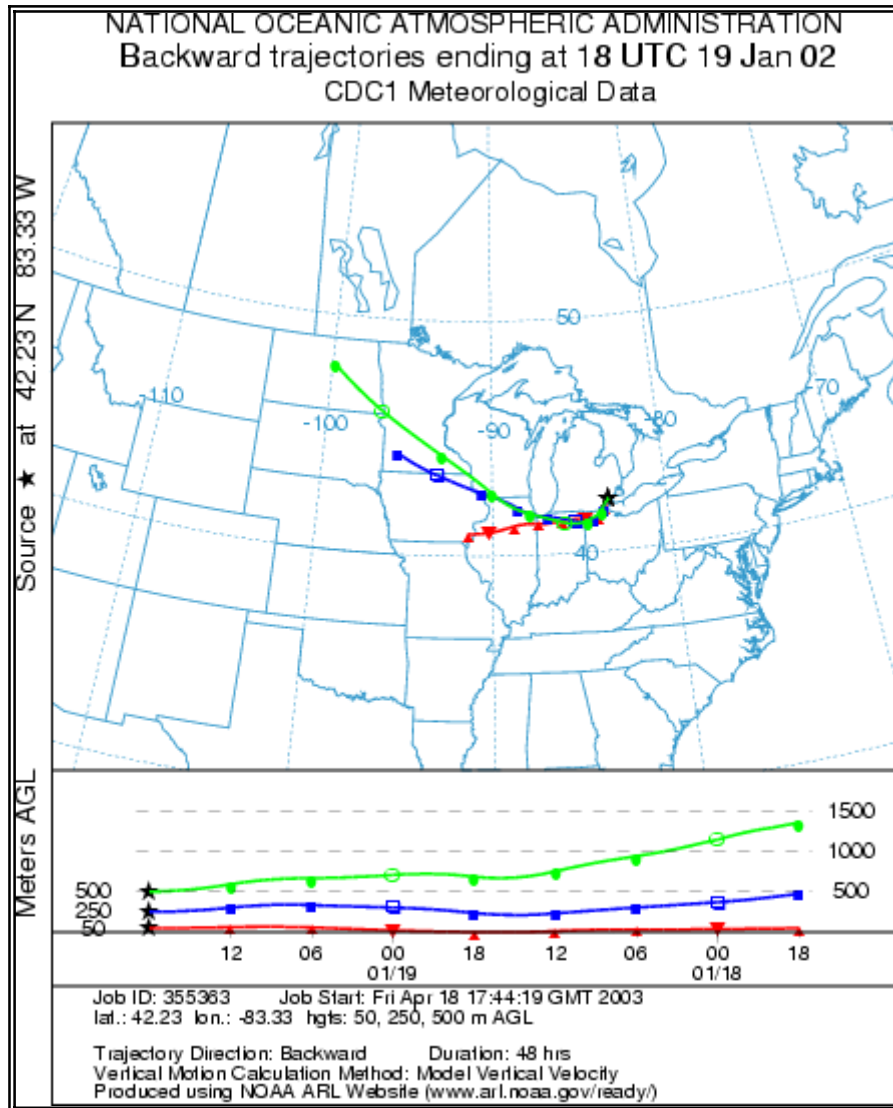 NATIONAL OCEANIC ATMOSPHERIC ADMINISTRATION
Backward trajectories ending at 18 UTC 19 Jan 02
CDC1 Meteorological Data
Source ★ at 42.23 N 83.33 W
50
-110
-100
-90
-80
70
40
Meters AGL
1500
1000
500
500
250
50
12 06 00 18 12 06 00 18
01/19 01/18
Job ID: 355363 Job Start: Fri Apr 18 17:44:19 GMT 2003
lat.: 42.23 lon.: -83.33 hgts: 50, 250, 500 m AGL
Trajectory Direction: Backward Duration: 48 hrs
Vertical Motion Calculation Method: Model Vertical Velocity
Produced using NOAA ARL Website (www.arl.noaa.gov/ready/)